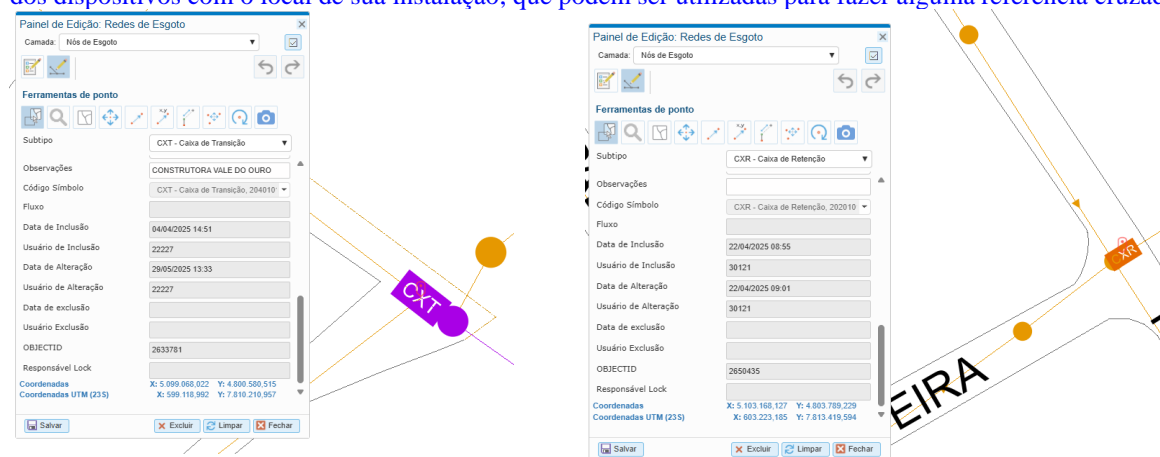 dos dispositivos com o local de sua instalação, que podem ser utilizadas para fazer alguma referência cruzada
Painel de Edição: Redes de Esgoto
Camada: Nós de Esgoto
Ferramentas de ponto
Subtipo CXT - Caixa de Transição
Observações CONSTRUTORA VALE DO OURO
Código Símbolo CXT - Caixa de Transição, 204010
Fluxo
Data de Inclusão 04/04/2025 14:51
Usuário de Inclusão 22227
Data de Alteração 29/05/2025 13:33
Usuário de Alteração 22227
Data de exclusão
Usuário Exclusão
OBJECTID 2633781
Responsável Lock
Coordenadas X: 5.099.068,022 Y: 4.800.580,515
Coordenadas UTM (23S) X: 599.118,992 Y: 7.810.210,957
Salvar Excluir Limpar Fechar
CXT
Painel de Edição: Redes de Esgoto
Camada: Nós de Esgoto
Ferramentas de ponto
Subtipo CXR - Caixa de Retenção
Observações
Código Símbolo CXR - Caixa de Retenção, 202010
Fluxo
Data de Inclusão 22/04/2025 08:55
Usuário de Inclusão 30121
Data de Alteração 22/04/2025 09:01
Usuário de Alteração 30121
Data de exclusão
Usuário Exclusão
OBJECTID 2650435
Responsável Lock
Coordenadas X: 5.103.168,127 Y: 4.803.789,229
Coordenadas UTM (23S) X: 603.223,185 Y: 7.813.419,594
Salvar Excluir Limpar Fechar
CXR
EIRA